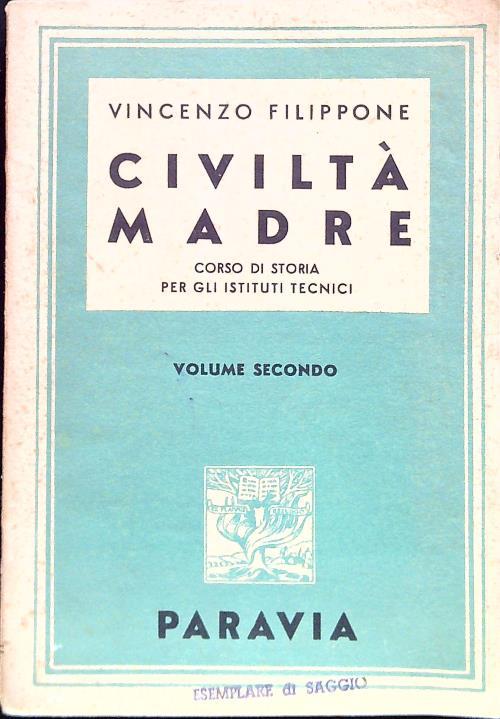 VINCENZO FILIPPONE
CIVILTÀ
MADRE
CORSO DI STORIA
PER GLI ISTITUTI TECNICI
VOLUME SECONDO
PARAVIA
ESEMPLARE di SAGGIO